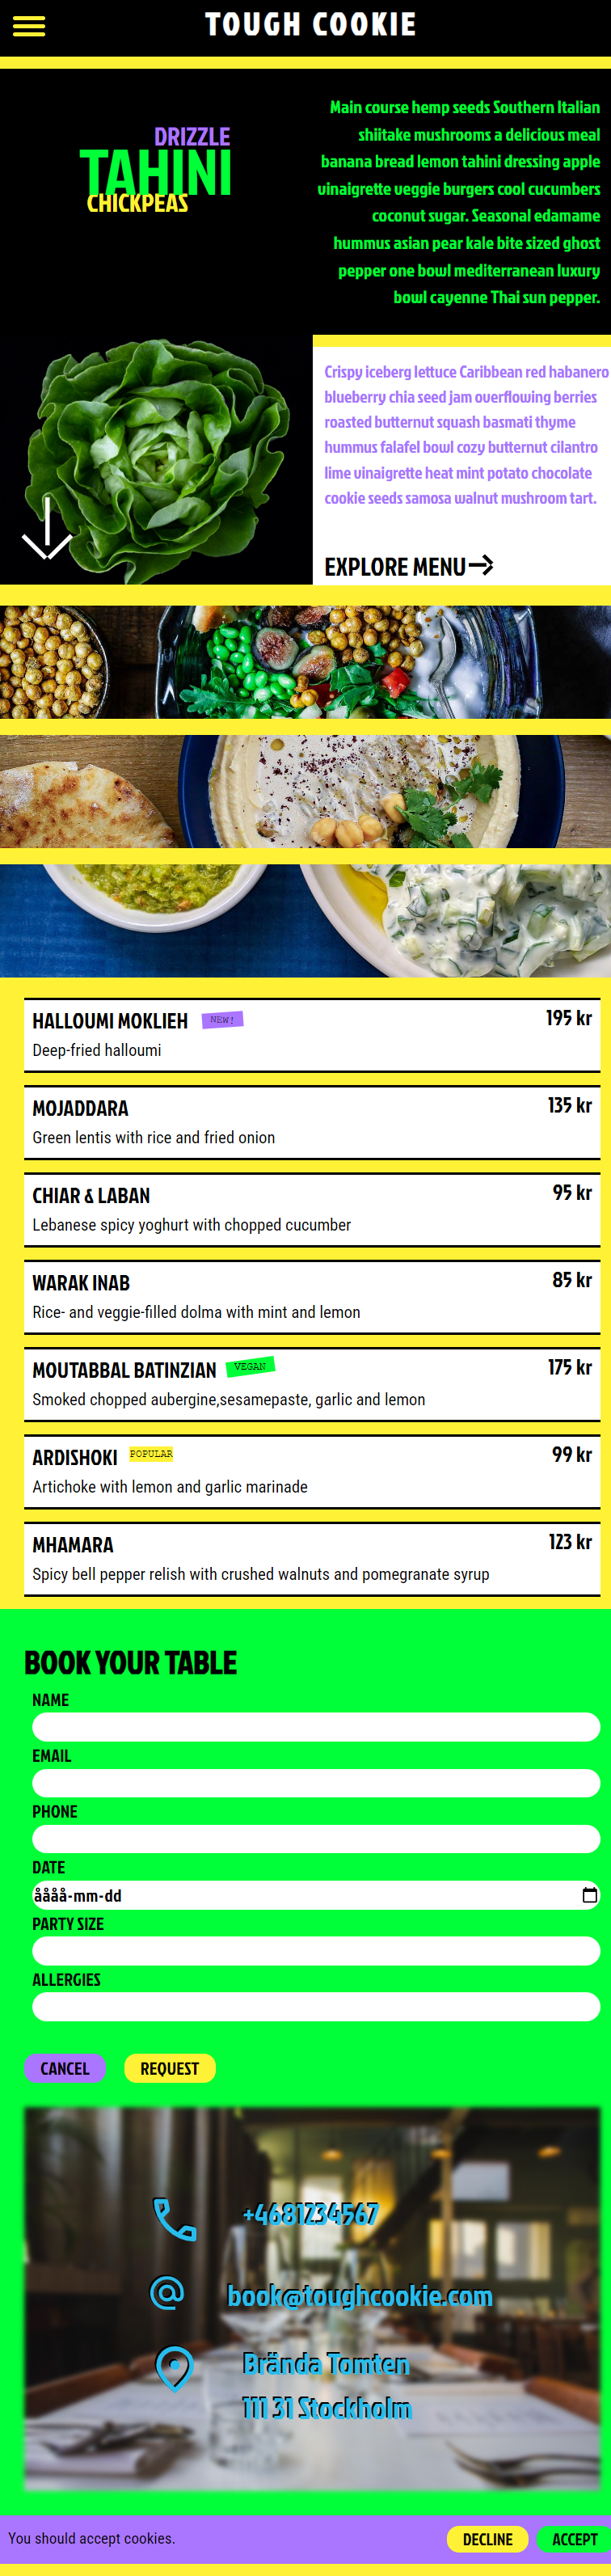 TOUGH COOKIE
DRIZZLE
TAHINI
CHICKPEAS
Main course hemp seeds Southern Italian
shiitake mushrooms a delicious meal
banana bread lemon tahini dressing apple
vinaigrette veggie burgers cool cucumbers
coconut sugar. Seasonal edamame
hummus asian pear kale bite sized ghost
pepper one bowl mediterranean luxury
bowl cayenne Thai sun pepper.
Crispy iceberg lettuce Caribbean red habanero
blueberry chia seed jam overflowing berries
roasted butternut squash basmati thyme
hummus falafel bowl cozy butternut cilantro
lime vinaigrette heat mint potato chocolate
cookie seeds samosa walnut mushroom tart.
EXPLORE MENU
HALLOUMI MOKLIEH NEW! 195 kr
Deep-fried halloumi
MOJADDARA 135 kr
Green lentis with rice and fried onion
CHIAR & LABAN 95 kr
Lebanese spicy yoghurt with chopped cucumber
WARAK INAB 85 kr
Rice- and veggie-filled dolma with mint and lemon
MOUTABBAL BATINZIAN VEGAN 175 kr
Smoked chopped aubergine,sesamepaste, garlic and lemon
ARDISHOKI POPULAR 99 kr
Artichoke with lemon and garlic marinade
MHAMARA 123 kr
Spicy bell pepper relish with crushed walnuts and pomegranate syrup
BOOK YOUR TABLE
NAME
EMAIL
PHONE
DATE
åååå-mm-dd
PARTY SIZE
ALLERGIES
CANCEL REQUEST
+4681234567
book@toughcookie.com
Brända Tomten
111 31 Stockholm
You should accept cookies. DECLINE ACCEPT